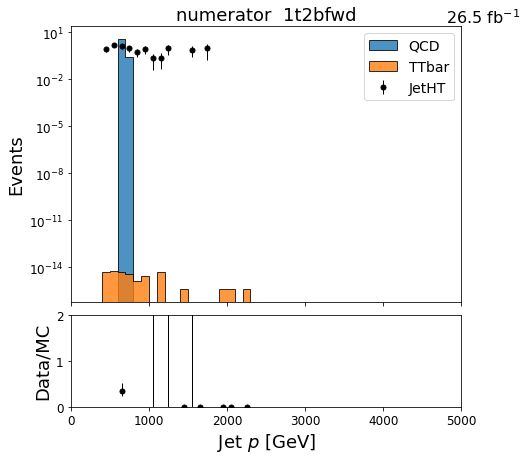 numerator  1t2bfwd
26.5 fb⁻¹
QCD
TTbar
JetHT
Events
10¹
10⁻²
10⁻⁵
10⁻⁸
10⁻¹¹
10⁻¹⁴
Data/MC
2
1
0
0
1000
2000
3000
4000
5000
Jet p [GeV]